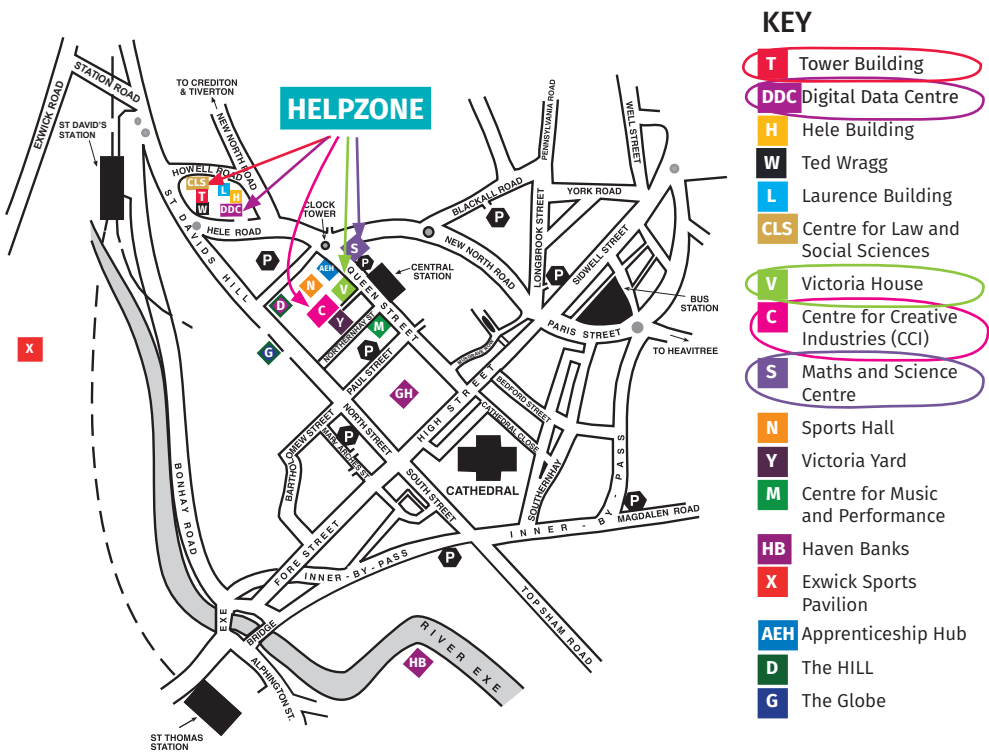 KEY
T Tower Building
DDC Digital Data Centre
H Hele Building
W Ted Wragg
L Laurence Building
CLS Centre for Law and
Social Sciences
V Victoria House
C Centre for Creative
Industries (CCI)
S Maths and Science
Centre
N Sports Hall
Y Victoria Yard
M Centre for Music
and Performance
HB Haven Banks
X Exwick Sports
Pavilion
AEH Apprenticeship Hub
D The HILL
G The Globe
HELPZONE
STATION ROAD
EXWICK ROAD
ST DAVID'S
STATION
TO CREDITON
& TIVERTON
NEW NORTH ROAD
HOWELL ROAD
CLS
L
T
H
W
DDC
ST DAVIDS HILL
HELE ROAD
CLOCK
TOWER
BLACKALL ROAD
PENNSYLVANIA ROAD
WELL STREET
YORK ROAD
LONGBROOK STREET
SIDWELL STREET
NEW NORTH ROAD
P
P
P
P
S
AEH
N
V
D
C
Y
M
G
QUEEN STREET
CENTRAL
STATION
BUS
STATION
PARIS STREET
TO HEAVITREE
NORTHERNHAY ST
P
PAUL STREET
GH
HIGH STREET
BEDFORD STREET
CATHEDRAL CLOSE
CATHEDRAL
SOUTHERNHAY
NORTH STREET
BARTHOLOMEW STREET
P
SOUTH STREET
FORE STREET
INNER-BY-PASS
P
INNER - BY - PASS
P
MAGDALEN ROAD
TOPSHAM ROAD
X
BONHAY ROAD
EXE
BRIDGE
ALPHINGTON ST.
HB
RIVER EXE
ST THOMAS
STATION